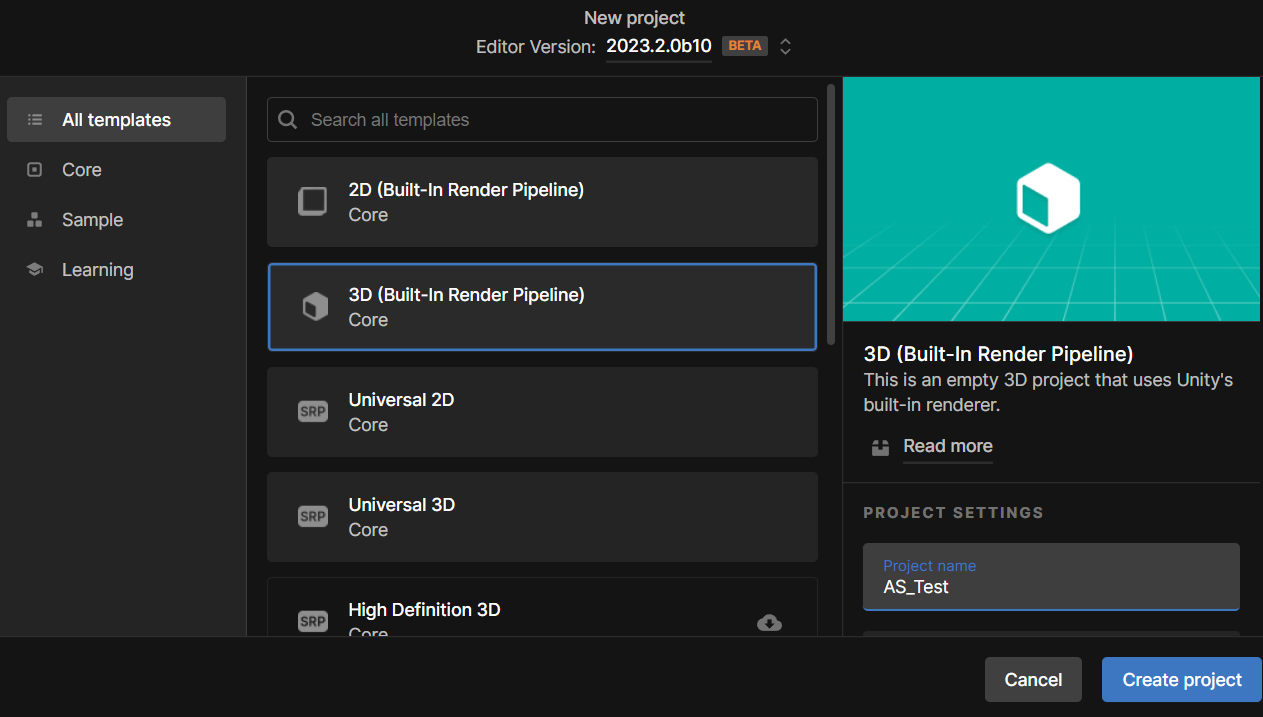 New project
Editor Version: 2023.2.0b10 BETA
All templates
Core
Sample
Learning
Search all templates
2D (Built-In Render Pipeline)
Core
3D (Built-In Render Pipeline)
Core
SRP
Universal 2D
Core
SRP
Universal 3D
Core
SRP
High Definition 3D
Core
3D (Built-In Render Pipeline)
This is an empty 3D project that uses Unity's
built-in renderer.
Read more
PROJECT SETTINGS
Project name
AS_Test
Cancel
Create project